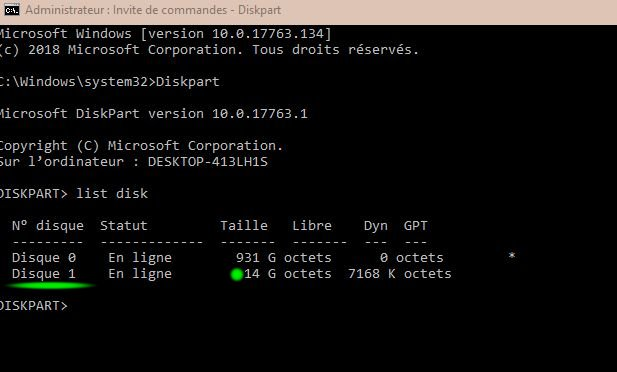 Administrateur : Invite de commandes - Diskpart
Microsoft Windows [version 10.0.17763.134]
(c) 2018 Microsoft Corporation. Tous droits réservés.
C:\Windows\system32>Diskpart
Microsoft DiskPart version 10.0.17763.1
Copyright (C) Microsoft Corporation.
Sur l’ordinateur : DESKTOP-413LH1S
DISKPART> list disk
N° disque  Statut         Taille   Libre    Dyn  GPT
---------  -------------  -------  -------  ---  ---
Disque 0    En ligne        931 G octets      0 octets        *
Disque 1    En ligne         14 G octets  7168 K octets
DISKPART>